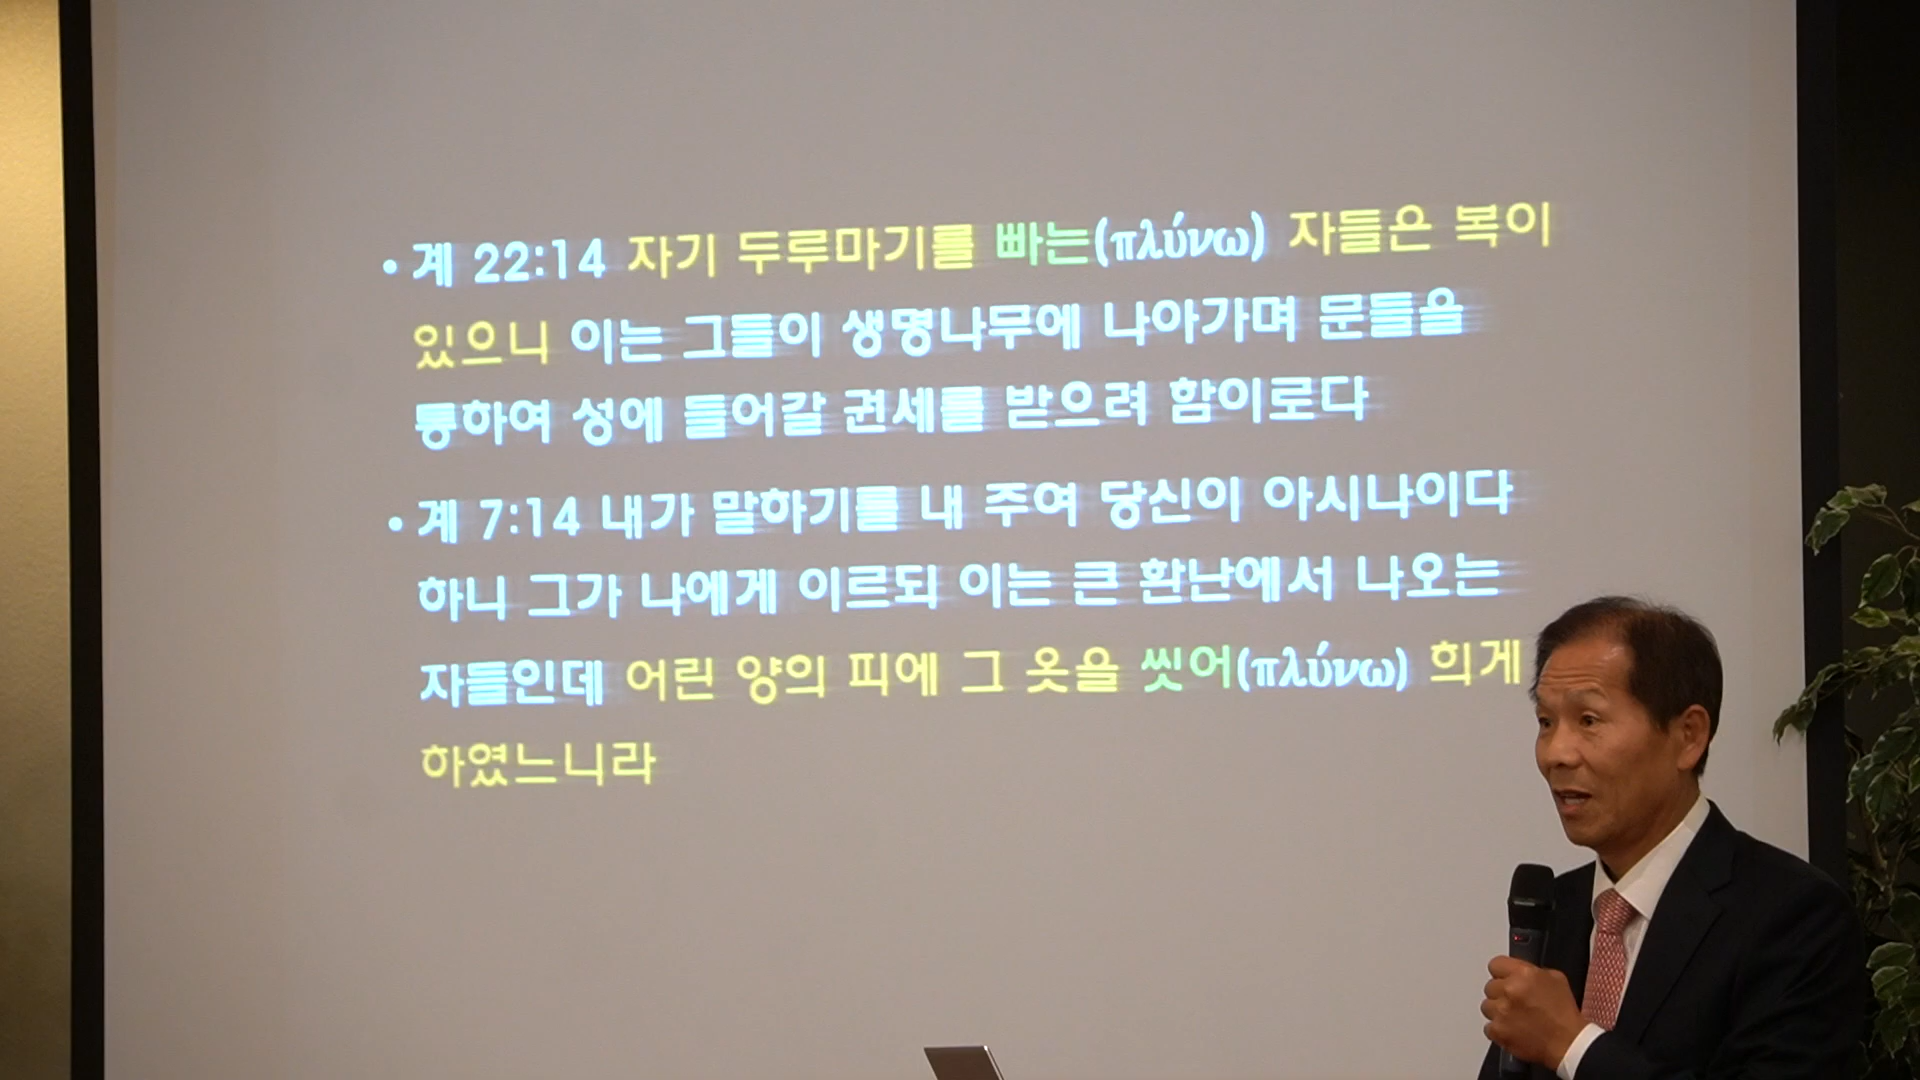 • 계 22:14 자기 두루마기를 빠는(πλύνω) 자들은 복이
있으니 이는 그들이 생명나무에 나아가며 문들을
통하여 성에 들어갈 권세를 받으려 함이로다
• 계 7:14 내가 말하기를 내 주여 당신이 아시나이다
하니 그가 나에게 이르되 이는 큰 환난에서 나오는
자들인데 어린 양의 피에 그 옷을 씻어(πλύνω) 희게
하였느니라